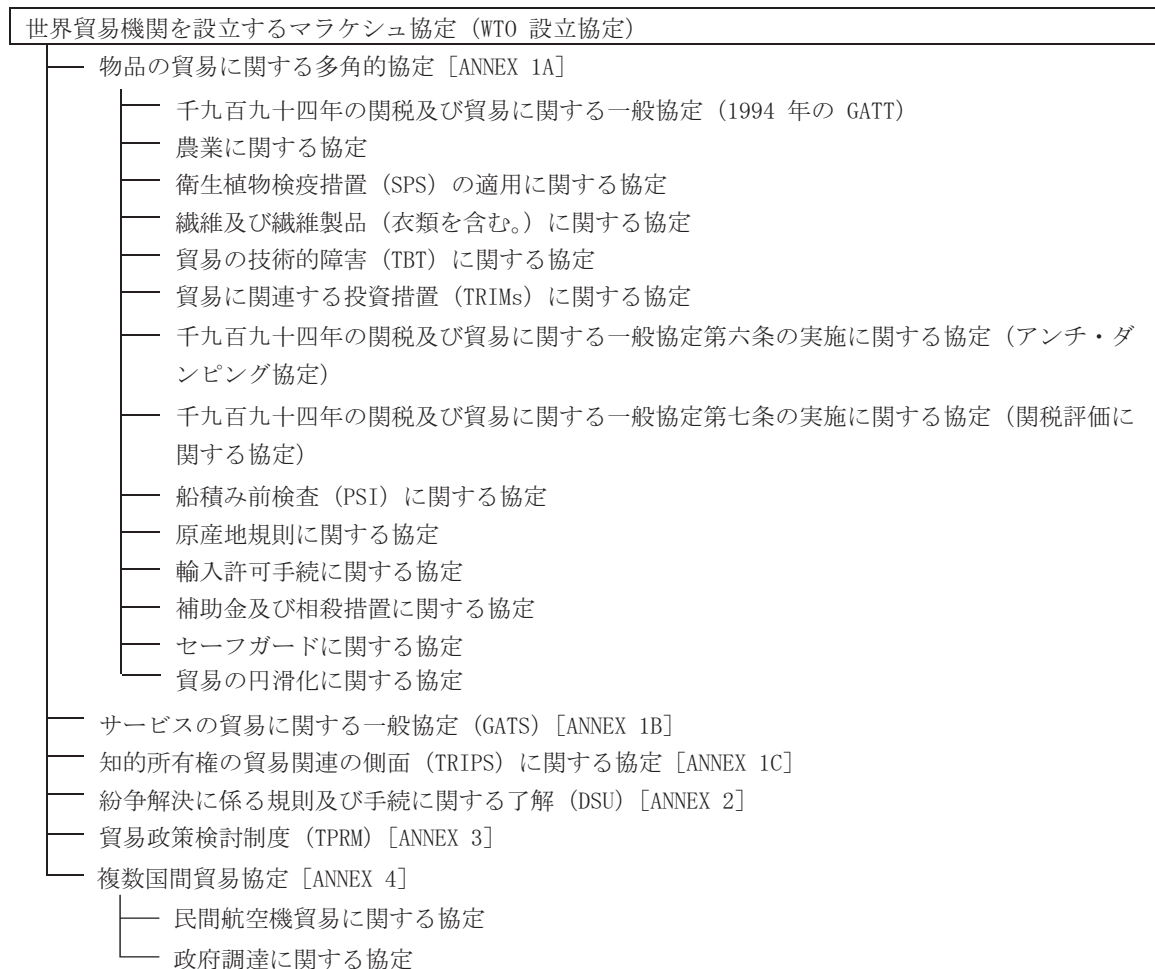 世界貿易機関を設立するマラケシュ協定（WTO 設立協定）
物品の貿易に関する多角的協定［ANNEX 1A］
千九百九十四年の関税及び貿易に関する一般協定（1994 年の GATT）
農業に関する協定
衛生植物検疫措置（SPS）の適用に関する協定
繊維及び繊維製品（衣類を含む。）に関する協定
貿易の技術的障害（TBT）に関する協定
貿易に関連する投資措置（TRIMs）に関する協定
千九百九十四年の関税及び貿易に関する一般協定第六条の実施に関する協定（アンチ・ダ
ンピング協定）
千九百九十四年の関税及び貿易に関する一般協定第七条の実施に関する協定（関税評価に
関する協定）
船積み前検査（PSI）に関する協定
原産地規則に関する協定
輸入許可手続に関する協定
補助金及び相殺措置に関する協定
セーフガードに関する協定
貿易の円滑化に関する協定
サービスの貿易に関する一般協定（GATS）［ANNEX 1B］
知的所有権の貿易関連の側面（TRIPS）に関する協定［ANNEX 1C］
紛争解決に係る規則及び手続に関する了解（DSU）［ANNEX 2］
貿易政策検討制度（TPRM）［ANNEX 3］
複数国間貿易協定［ANNEX 4］
民間航空機貿易に関する協定
政府調達に関する協定